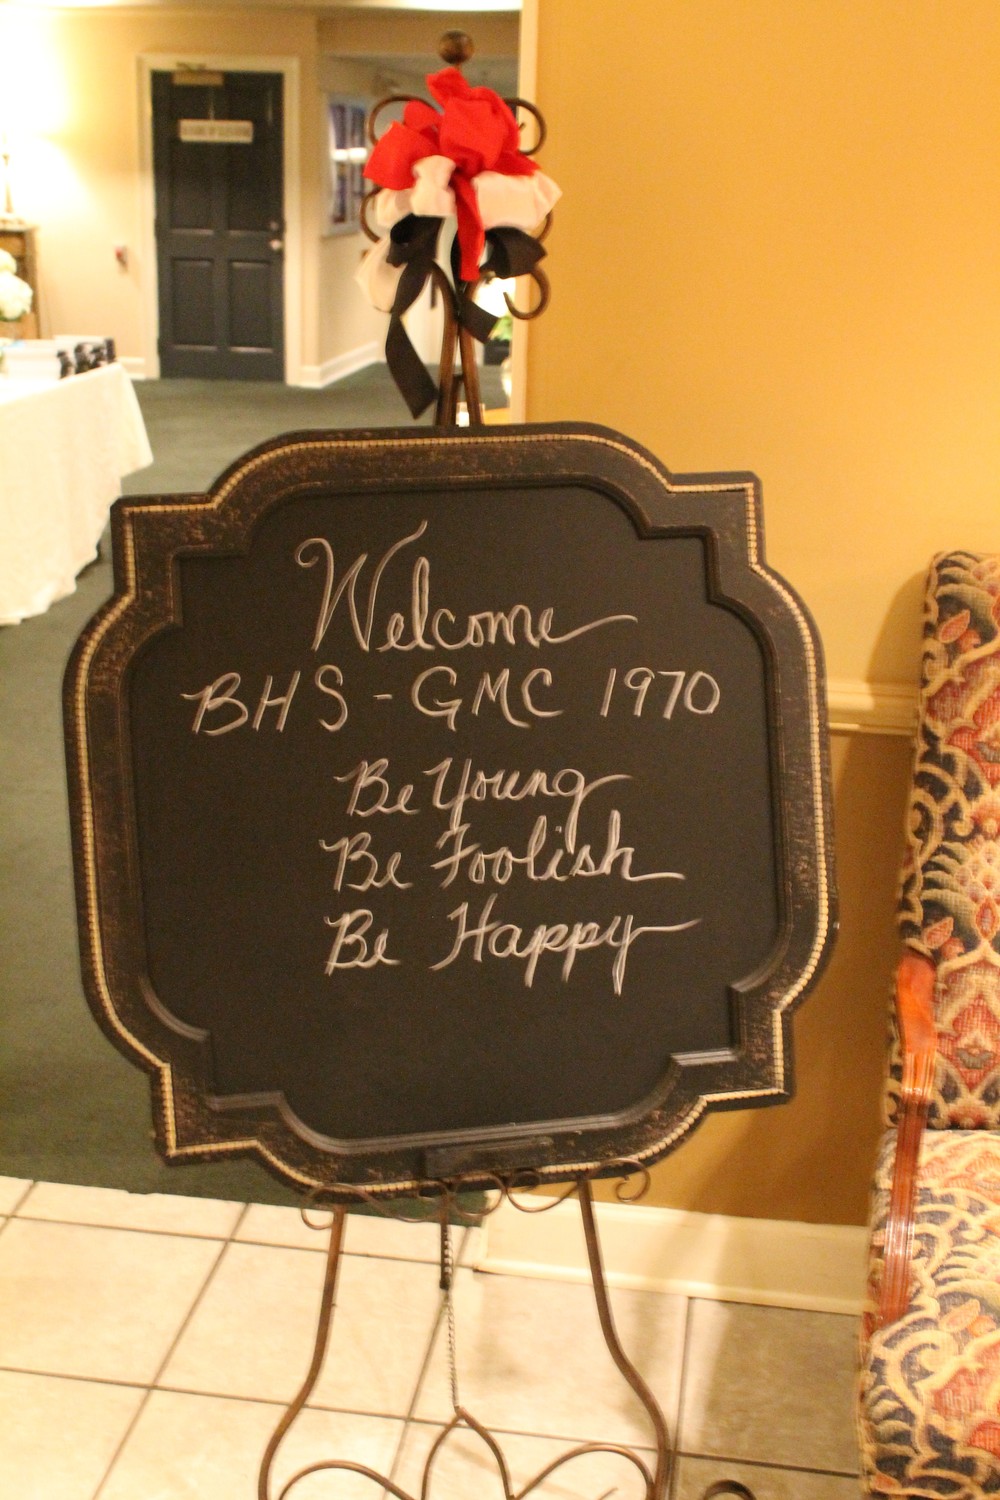 Welcome
BHS - GMC 1970
Be Young
Be Foolish
Be Happy